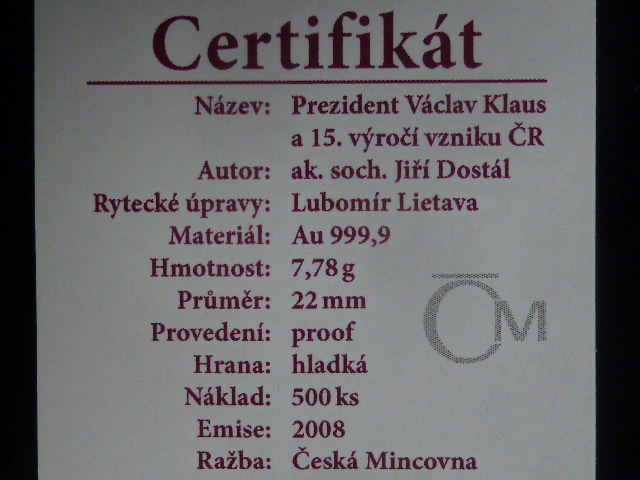 Certifikát
Název: Prezident Václav Klaus
a 15. výročí vzniku ČR
Autor: ak. soch. Jiří Dostál
Rytecké úpravy: Lubomír Lietava
Materiál: Au 999,9
Hmotnost: 7,78 g
Průměr: 22 mm
ČM
Provedení: proof
Hrana: hladká
Náklad: 500 ks
Emise: 2008
Ražba: Česká Mincovna